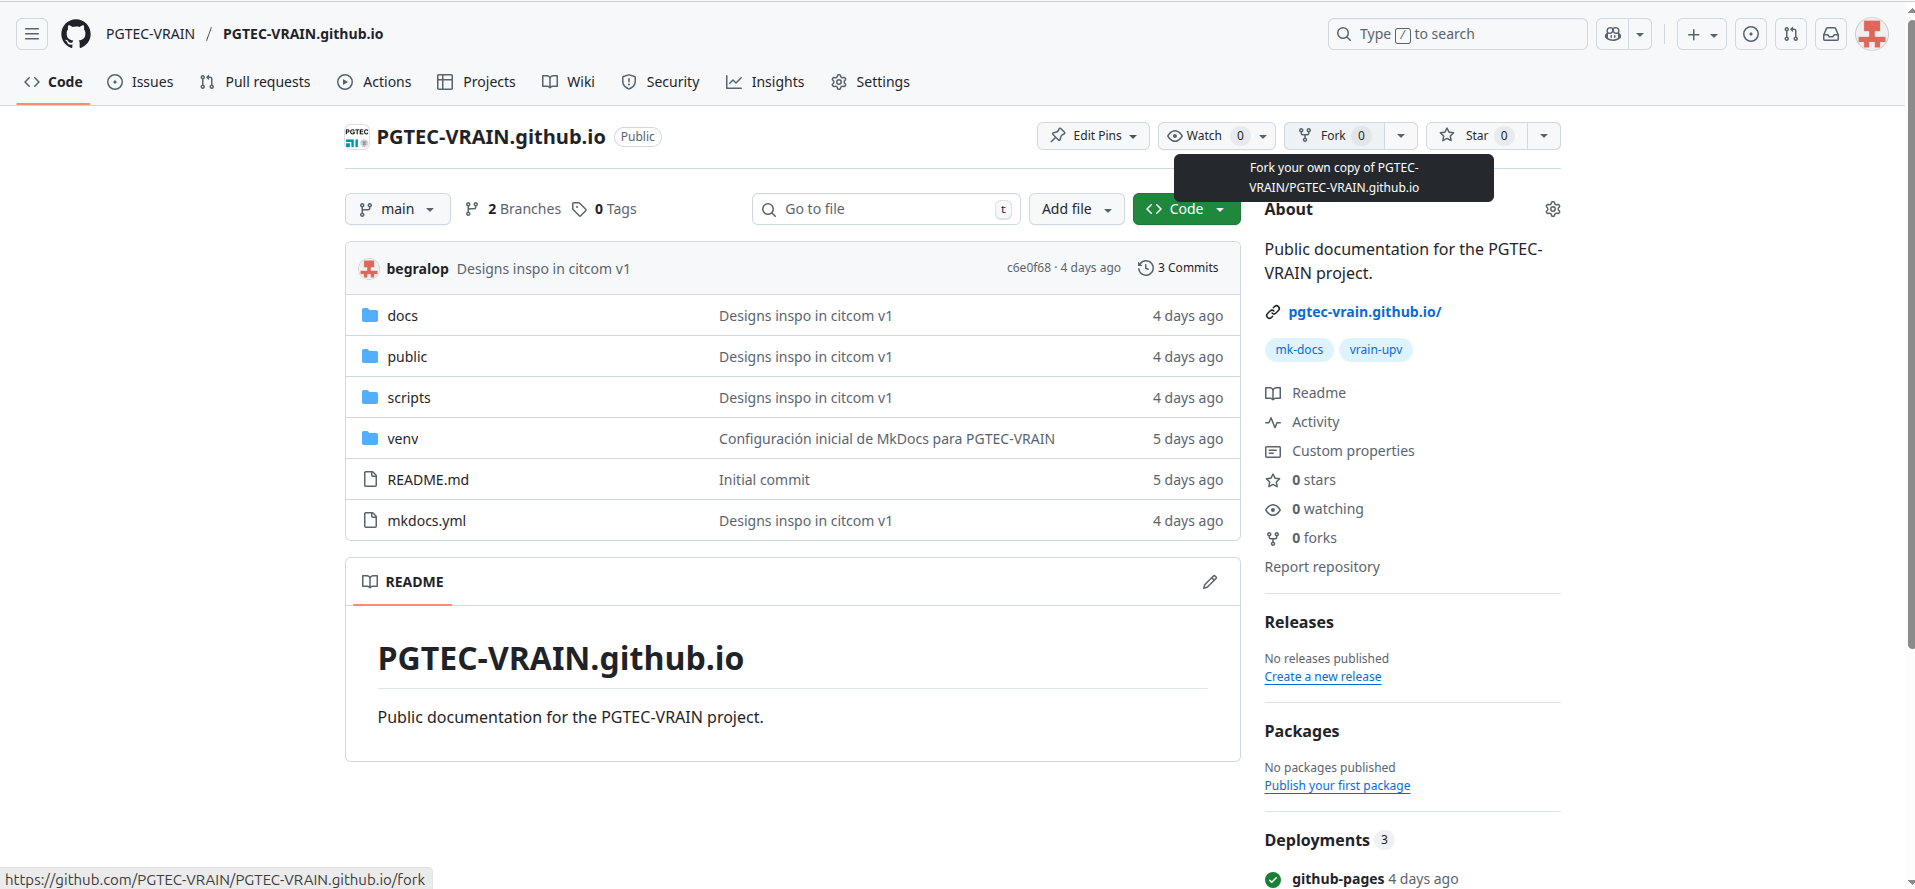 PGTEC-VRAIN / PGTEC-VRAIN.github.io
Type / to search
Code Issues Pull requests Actions Projects Wiki Security Insights Settings
PGTEC
PGTEC-VRAIN.github.io Public
Edit Pins Watch 0 Fork 0 Star 0
Fork your own copy of PGTEC-
VRAIN/PGTEC-VRAIN.github.io
main 2 Branches 0 Tags Go to file t Add file Code
begralop Designs inspo in citcom v1 c6e0f68 · 4 days ago 3 Commits
docs Designs inspo in citcom v1 4 days ago
public Designs inspo in citcom v1 4 days ago
scripts Designs inspo in citcom v1 4 days ago
venv Configuración inicial de MkDocs para PGTEC-VRAIN 5 days ago
README.md Initial commit 5 days ago
mkdocs.yml Designs inspo in citcom v1 4 days ago
README
PGTEC-VRAIN.github.io
Public documentation for the PGTEC-VRAIN project.
About
Public documentation for the PGTEC-
VRAIN project.
pgtec-vrain.github.io/
mk-docs vrain-upv
Readme
Activity
Custom properties
0 stars
0 watching
0 forks
Report repository
Releases
No releases published
Create a new release
Packages
No packages published
Publish your first package
Deployments 3
github-pages 4 days ago
https://github.com/PGTEC-VRAIN/PGTEC-VRAIN.github.io/fork